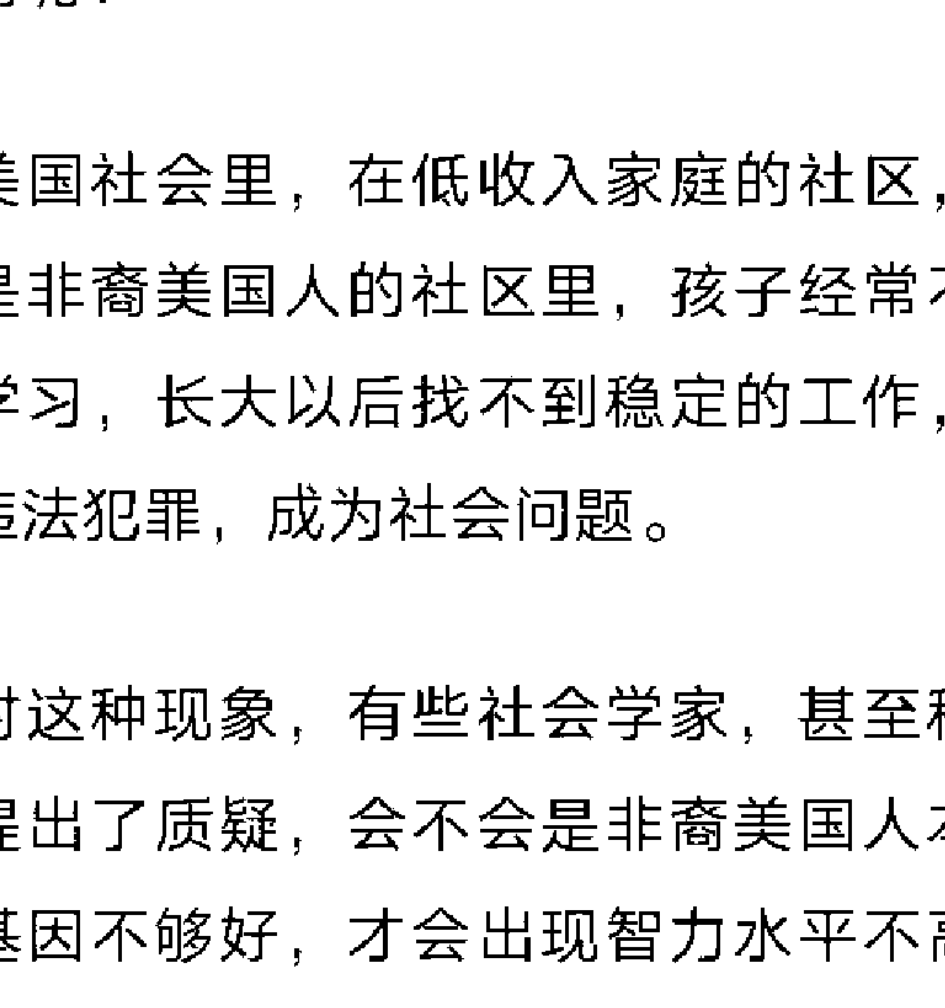 美国社会里，在低收入家庭的社区，
是非裔美国人的社区里，孩子经常不
学习，长大以后找不到稳定的工作，
违法犯罪，成为社会问题。
对这种现象，有些社会学家，甚至科
提出了质疑，会不会是非裔美国人本
基因不够好，才会出现智力水平不高